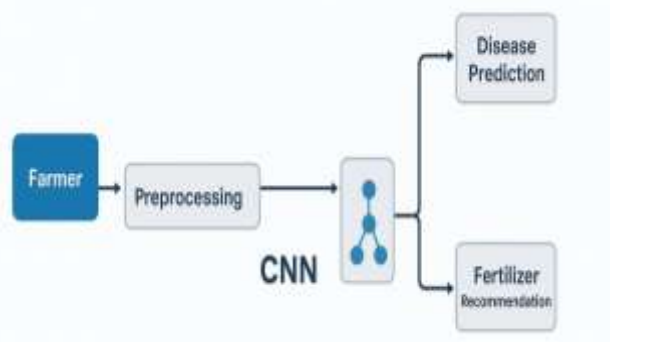 Farmer
Preprocessing
CNN
Disease
Prediction
Fertilizer
Recommendation